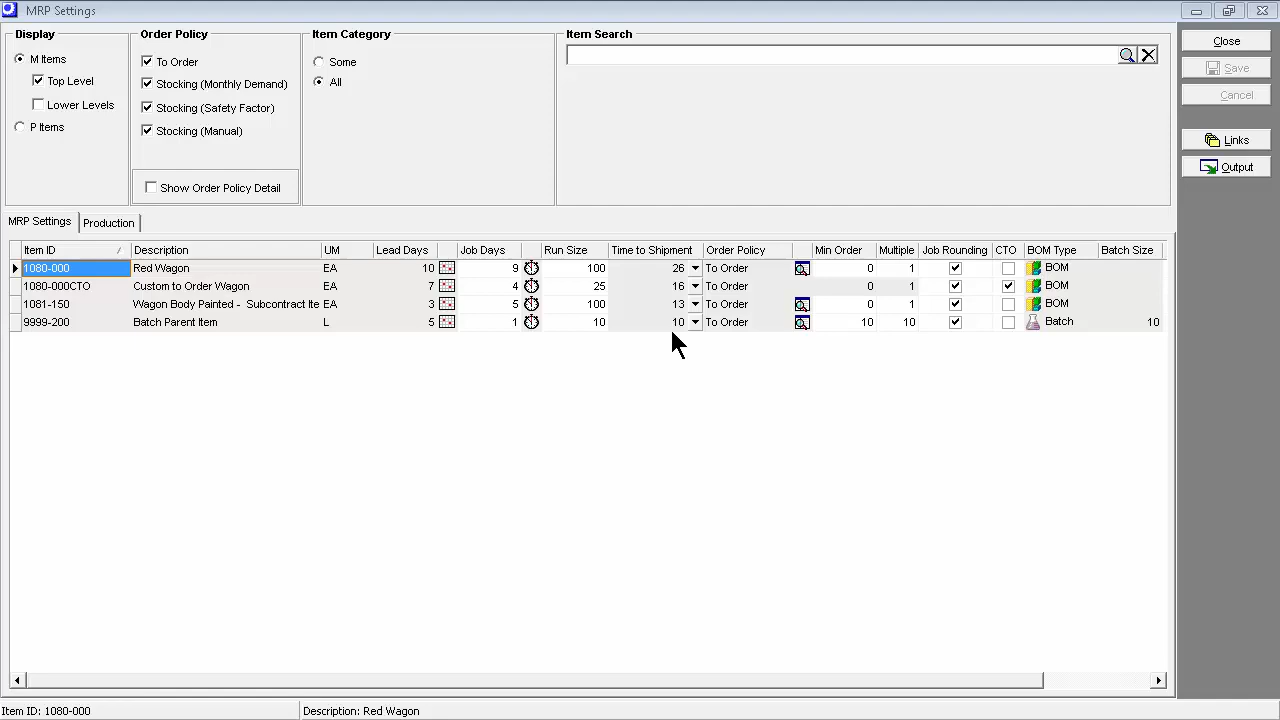 MRP Settings
Display
M Items
Top Level
Lower Levels
P Items
Order Policy
To Order
Stocking (Monthly Demand)
Stocking (Safety Factor)
Stocking (Manual)
Show Order Policy Detail
Item Category
Some
All
Item Search
Close
Save
Cancel
Links
Output
MRP Settings Production
Item ID Description UM Lead Days Job Days Run Size Time to Shipment Order Policy Min Order Multiple Job Rounding CTO BOM Type Batch Size
1080-000 Red Wagon EA 10 9 100 26 To Order 0 1 BOM
1080-000CTO Custom to Order Wagon EA 7 4 25 16 To Order 0 1 BOM
1081-150 Wagon Body Painted - Subcontract Ite EA 3 5 100 13 To Order 0 1 BOM
9999-200 Batch Parent Item L 5 1 10 10 To Order 10 10 Batch 10
Item ID: 1080-000 Description: Red Wagon